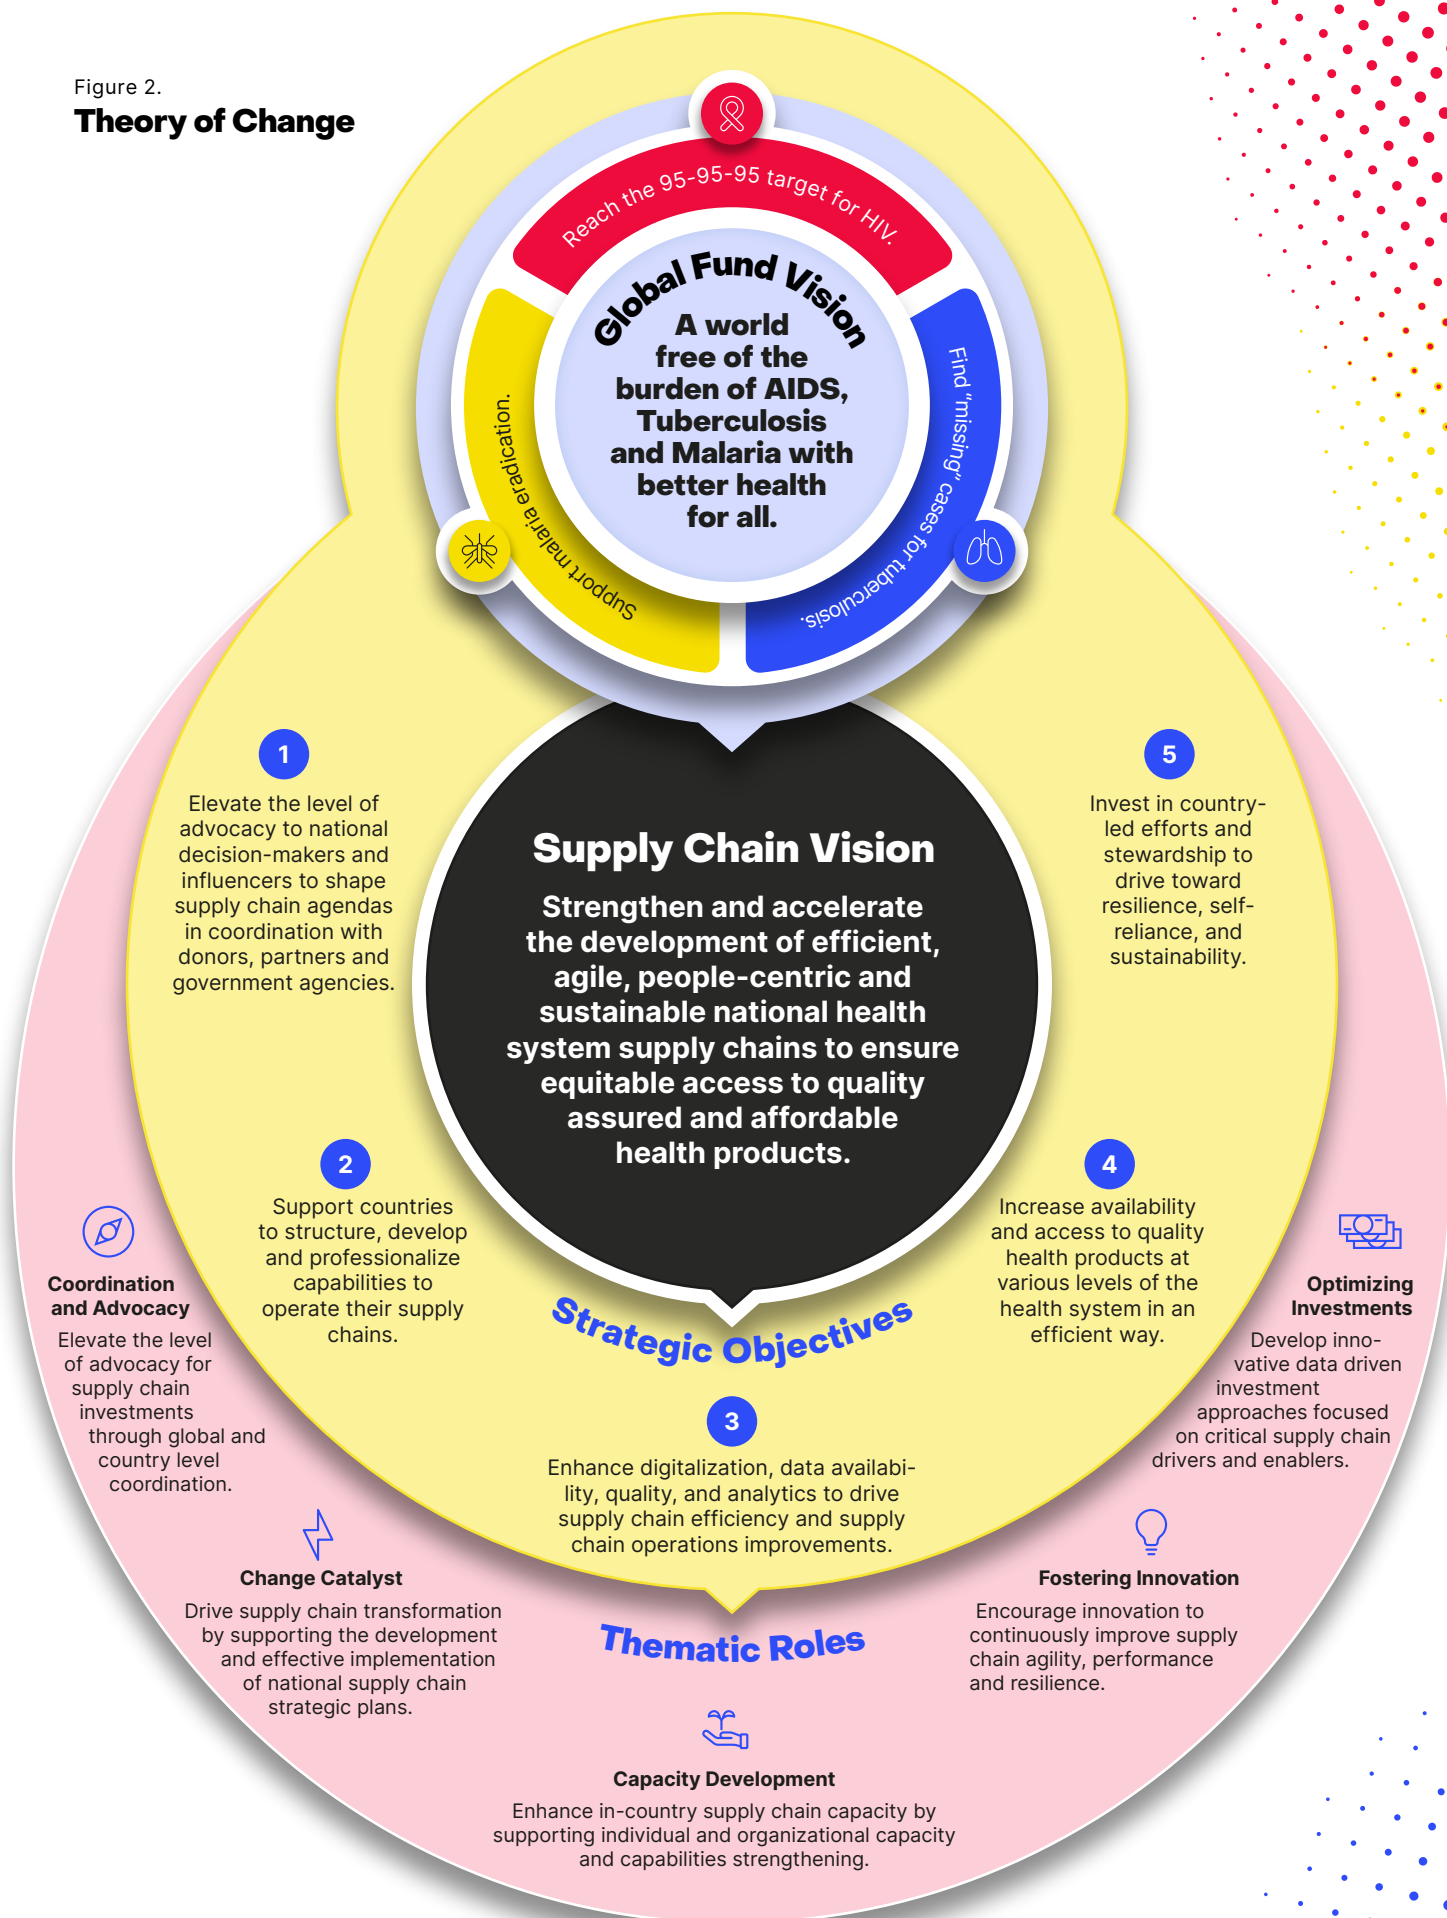 Figure 2.
Theory of Change
Reach the 95-95-95 target for HIV.
Find “missing” cases for tuberculosis.
Support malaria eradication.
Global Fund Vision
A world
free of the
burden of AIDS,
Tuberculosis
and Malaria with
better health
for all.
Supply Chain Vision
Strengthen and accelerate
the development of efficient,
agile, people-centric and
sustainable national health
system supply chains to ensure
equitable access to quality
assured and affordable
health products.
Strategic Objectives
1
Elevate the level of
advocacy to national
decision-makers and
influencers to shape
supply chain agendas
in coordination with
donors, partners and
government agencies.
2
Support countries
to structure, develop
and professionalize
capabilities to
operate their supply
chains.
3
Enhance digitalization, data availabi-
lity, quality, and analytics to drive
supply chain efficiency and supply
chain operations improvements.
4
Increase availability
and access to quality
health products at
various levels of the
health system in an
efficient way.
5
Invest in country-
led efforts and
stewardship to
drive toward
resilience, self-
reliance, and
sustainability.
Thematic Roles
Coordination
and Advocacy
Elevate the level
of advocacy for
supply chain
investments
through global and
country level
coordination.
Change Catalyst
Drive supply chain transformation
by supporting the development
and effective implementation
of national supply chain
strategic plans.
Capacity Development
Enhance in-country supply chain capacity by
supporting individual and organizational capacity
and capabilities strengthening.
Fostering Innovation
Encourage innovation to
continuously improve supply
chain agility, performance
and resilience.
Optimizing
Investments
Develop inno-
vative data driven
investment
approaches focused
on critical supply chain
drivers and enablers.